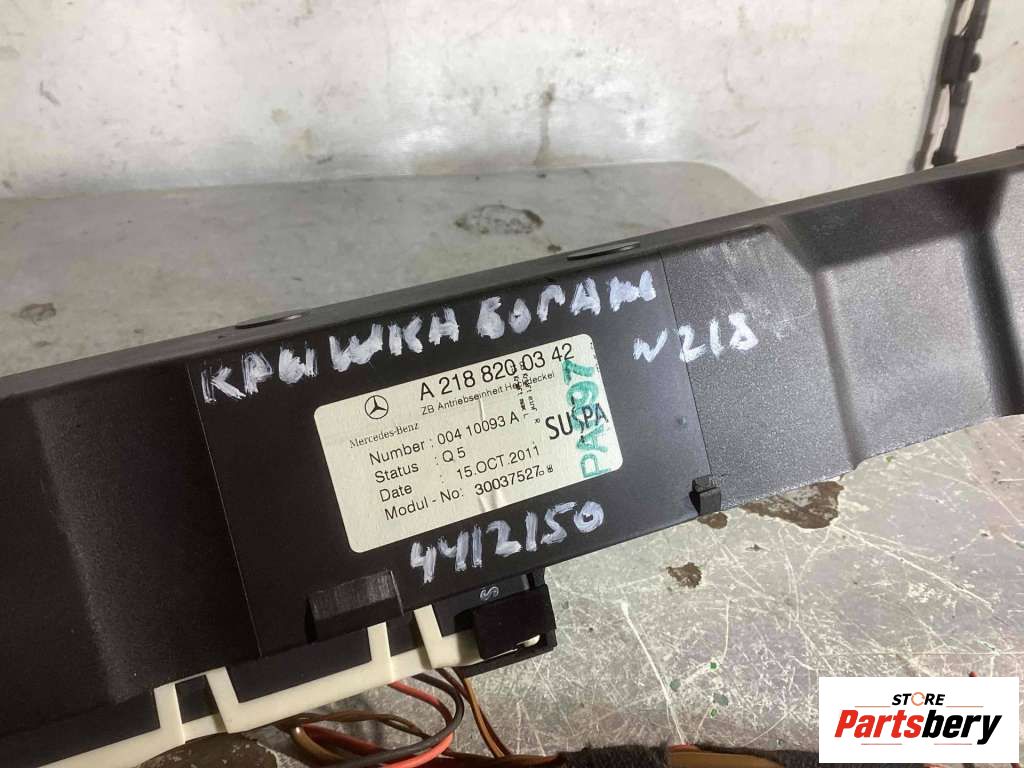 КРЫШКИ БОГАЖ
W218
A 218 820 03 42
ZB Antriebseinheit Heckdeckel
Mercedes-Benz
Number : 004 10093 A
Status : Q 5
Date : 15.OCT.2011
Modul - No: 30037527
SUSPA
4412150
S
STORE
Partsbery